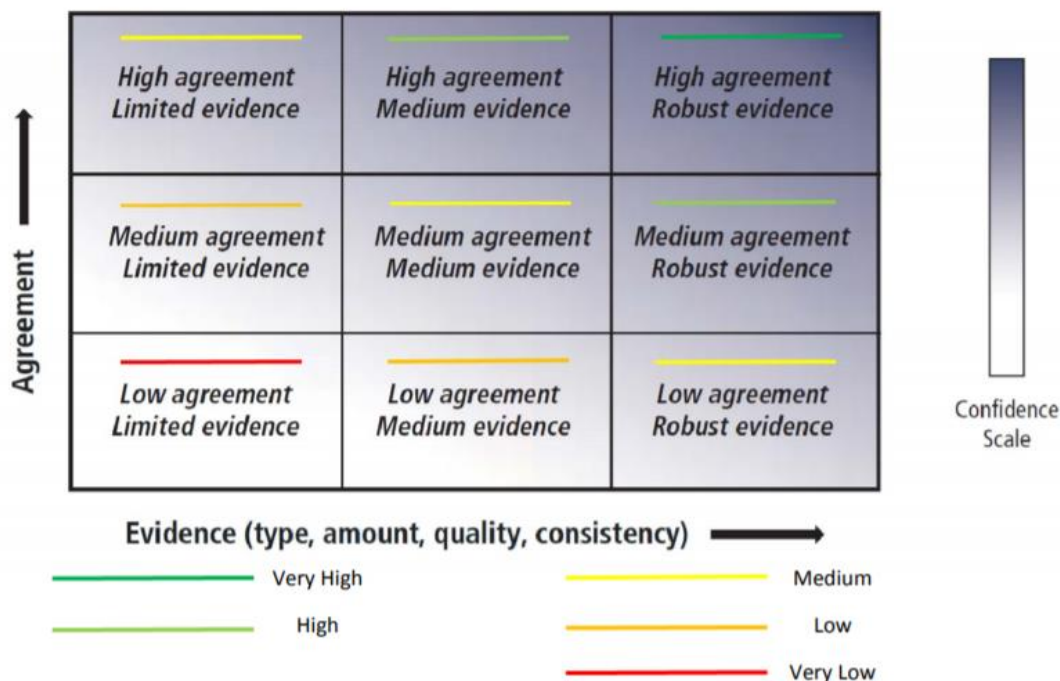 High agreement
Limited evidence
High agreement
Medium evidence
High agreement
Robust evidence
Medium agreement
Limited evidence
Medium agreement
Medium evidence
Medium agreement
Robust evidence
Low agreement
Limited evidence
Low agreement
Medium evidence
Low agreement
Robust evidence
Agreement
Evidence (type, amount, quality, consistency)
Confidence
Scale
Very High
High
Medium
Low
Very Low